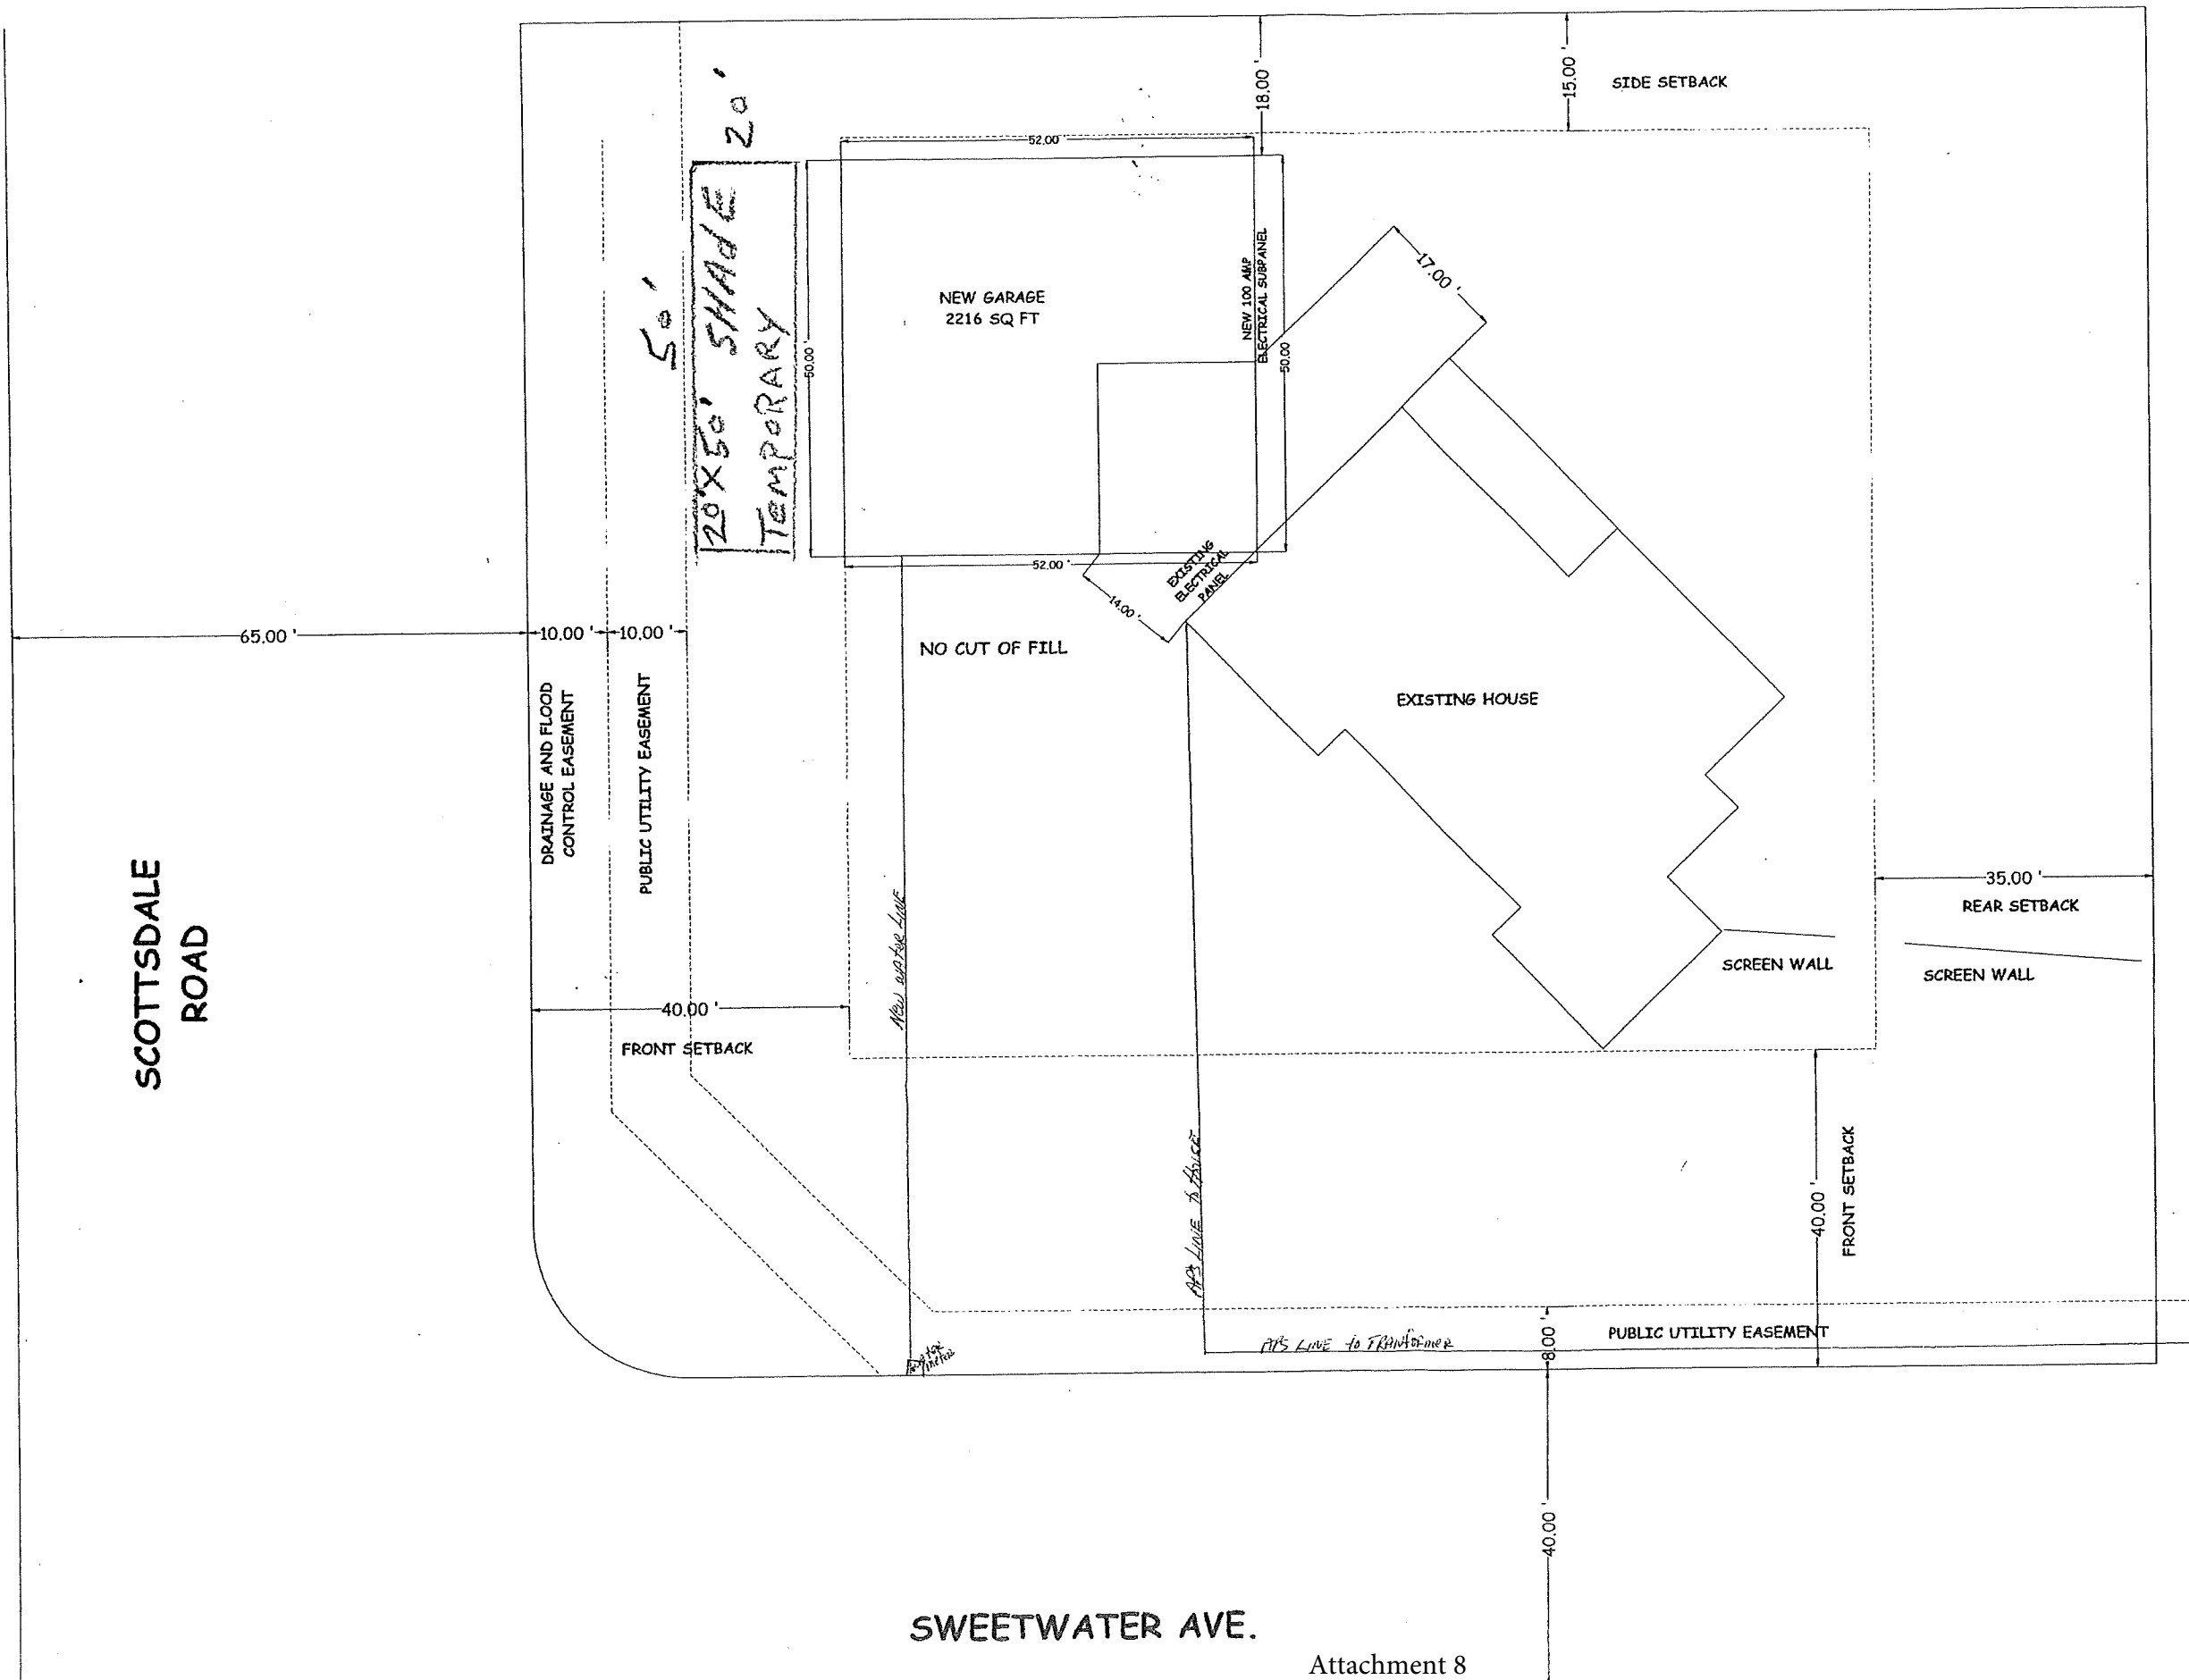 18.00 '
15.00 '
SIDE SETBACK
20 '
50 '
20'X50' SHADE
TEMPORARY
52.00 '
50.00 '
NEW GARAGE
2216 SQ FT
NEW 100 AMP
ELECTRICAL SUBPANEL
50.00
17.00 '
52.00 '
EXISTING
ELECTRICAL
PANEL
14.00 '
65.00 '
10.00 '
10.00 '
NO CUT OF FILL
DRAINAGE AND FLOOD
CONTROL EASEMENT
PUBLIC UTILITY EASEMENT
EXISTING HOUSE
SCOTTSDALE
ROAD
NEW WATER LINE
35.00 '
REAR SETBACK
SCREEN WALL
SCREEN WALL
40.00 '
FRONT SETBACK
APS LINE TO HOUSE
40.00 '
FRONT SETBACK
WATER
METER
APS LINE to TRANSFORMER
8.00 '
PUBLIC UTILITY EASEMENT
40.00 '
SWEETWATER AVE.
Attachment 8